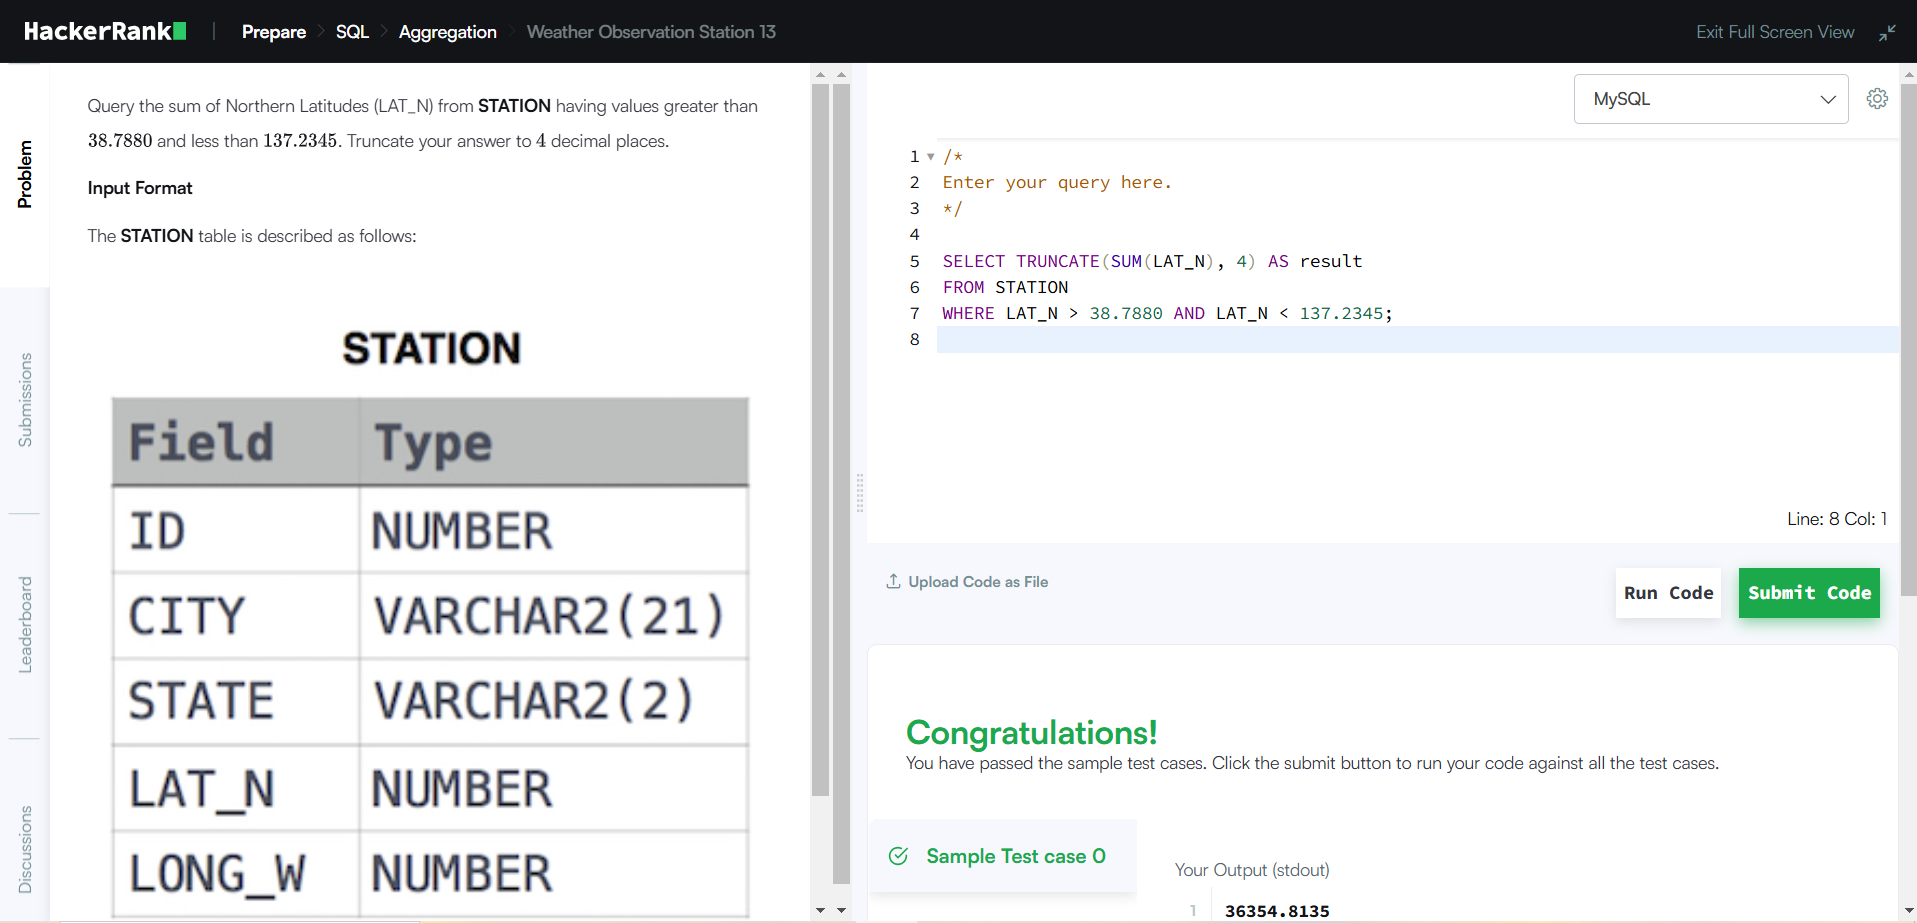 HackerRank | Prepare > SQL > Aggregation > Weather Observation Station 13
Exit Full Screen View
Problem
Submissions
Leaderboard
Discussions
Query the sum of Northern Latitudes (LAT_N) from STATION having values greater than
38.7880 and less than 137.2345. Truncate your answer to 4 decimal places.
Input Format
The STATION table is described as follows:
STATION
Field Type
ID NUMBER
CITY VARCHAR2(21)
STATE VARCHAR2(2)
LAT_N NUMBER
LONG_W NUMBER
MySQL
1 /*
2 Enter your query here.
3 */
4
5 SELECT TRUNCATE(SUM(LAT_N), 4) AS result
6 FROM STATION
7 WHERE LAT_N > 38.7880 AND LAT_N < 137.2345;
8
Line: 8 Col: 1
Upload Code as File
Run Code
Submit Code
Congratulations!
You have passed the sample test cases. Click the submit button to run your code against all the test cases.
Sample Test case 0
Your Output (stdout)
1 36354.8135